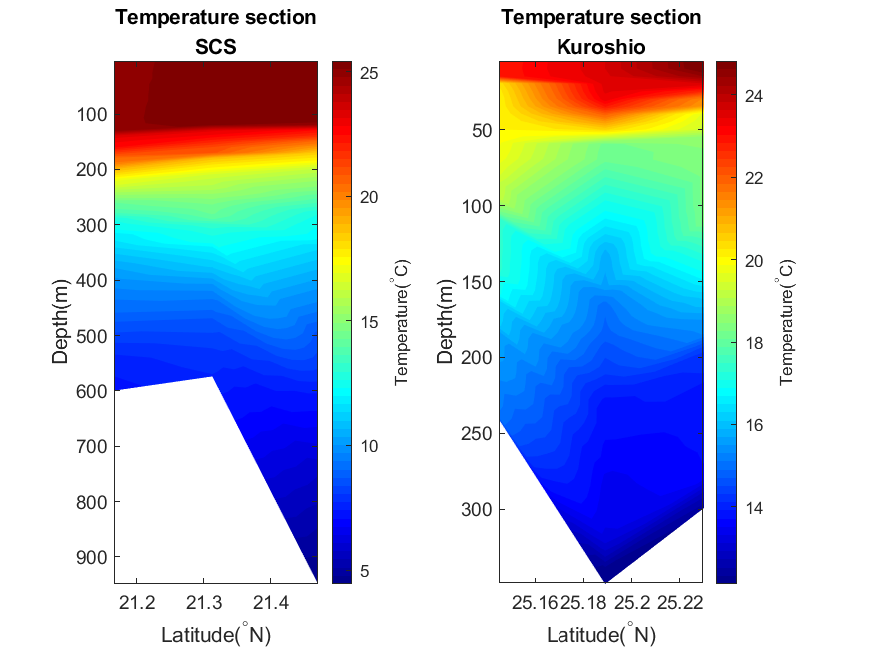 Temperature section
SCS
100
200
300
400
500
600
700
800
900
Depth(m)
21.2 21.3 21.4
Latitude(°N)
25
20
15
10
5
Temperature(°C)
Temperature section
Kuroshio
50
100
150
200
250
300
Depth(m)
25.16 25.18 25.2 25.22
Latitude(°N)
24
22
20
18
16
14
Temperature(°C)